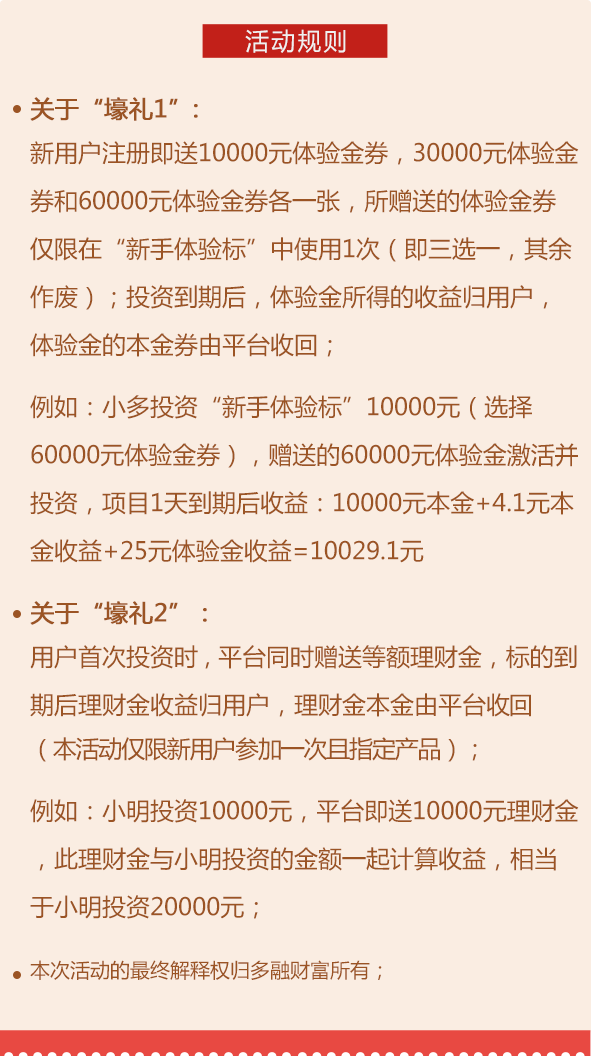 活动规则
• 关于“壕礼1”：
新用户注册即送10000元体验金券，30000元体验金
券和60000元体验金券各一张，所赠送的体验金券
仅限在“新手体验标”中使用1次（即三选一，其余
作废）；投资到期后，体验金所得的收益归用户，
体验金的本金券由平台收回；
例如：小多投资“新手体验标”10000元（选择
60000元体验金券），赠送的60000元体验金激活并
投资，项目1天到期后收益：10000元本金+4.1元本
金收益+25元体验金收益=10029.1元
• 关于“壕礼2”：
用户首次投资时，平台同时赠送等额理财金，标的到
期后理财金收益归用户，理财金本金由平台收回
（本活动仅限新用户参加一次且指定产品）；
例如：小明投资10000元，平台即送10000元理财金
，此理财金与小明投资的金额一起计算收益，相当
于小明投资20000元；
• 本次活动的最终解释权归多融财富所有；